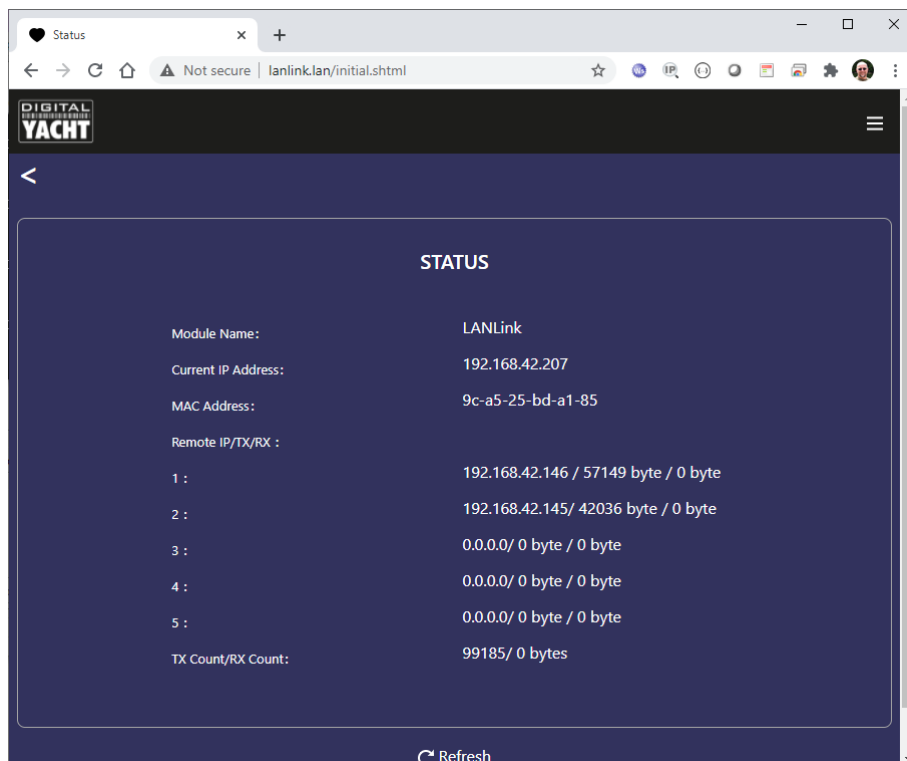 Status
Not secure | lanlink.lan/initial.shtml
DIGITAL
YACHT
STATUS
Module Name: LANLink
Current IP Address: 192.168.42.207
MAC Address: 9c-a5-25-bd-a1-85
Remote IP/TX/RX :
1 : 192.168.42.146 / 57149 byte / 0 byte
2 : 192.168.42.145/ 42036 byte / 0 byte
3 : 0.0.0.0/ 0 byte / 0 byte
4 : 0.0.0.0/ 0 byte / 0 byte
5 : 0.0.0.0/ 0 byte / 0 byte
TX Count/RX Count: 99185/ 0 bytes
Refresh